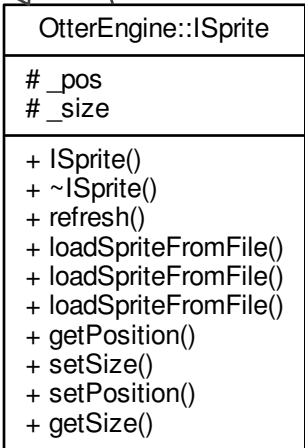 OtterEngine::ISprite
# _pos
# _size
+ ISprite()
+ ~ISprite()
+ refresh()
+ loadSpriteFromFile()
+ loadSpriteFromFile()
+ loadSpriteFromFile()
+ getPosition()
+ setSize()
+ setPosition()
+ getSize()